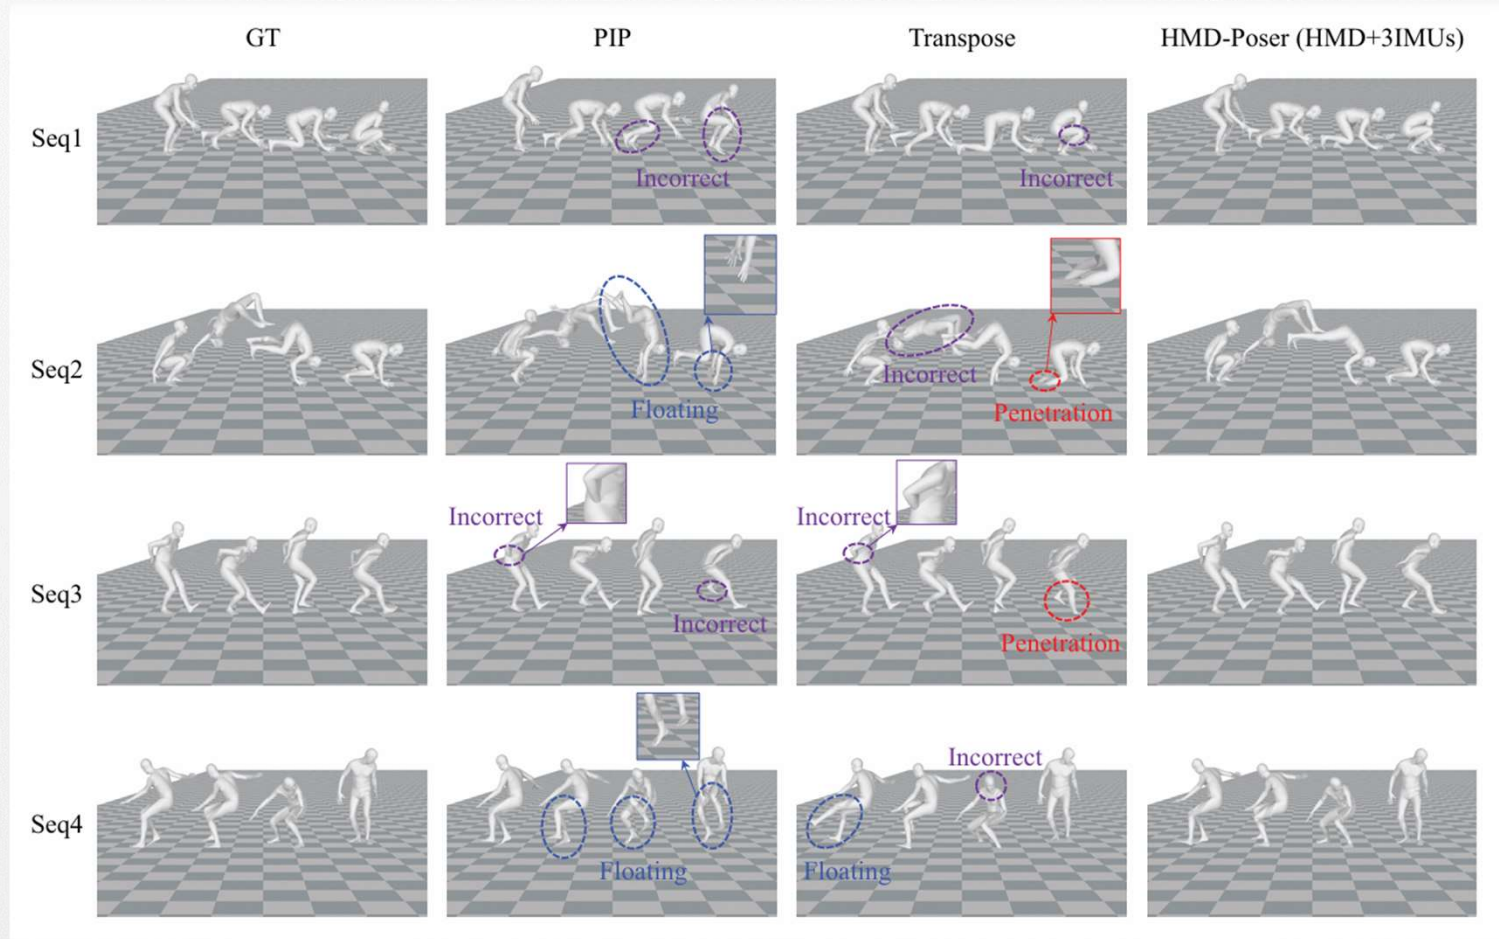 GT PIP Transpose HMD-Poser (HMD+3IMUs)
Seq1
Incorrect Incorrect
Seq2
Incorrect
Floating Penetration
Incorrect Incorrect
Seq3
Incorrect
Penetration
Incorrect
Seq4
Floating Floating